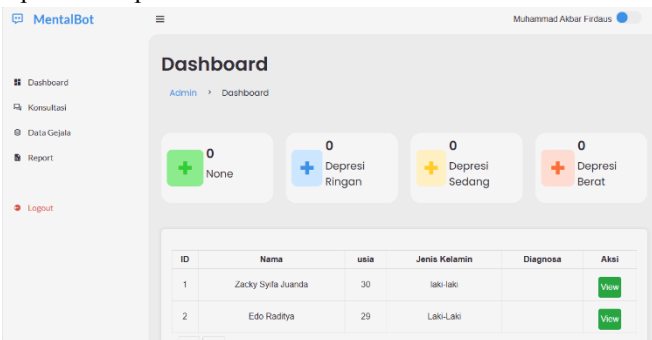 MentalBot
Muhammad Akbar Firdaus
Dashboard
Konsultasi
Data Gejala
Report
Logout
Dashboard
Admin > Dashboard
0
None
0
Depresi
Ringan
0
Depresi
Sedang
0
Depresi
Berat
ID Nama usia Jenis Kelamin Diagnosa Aksi
1 Zacky Syifa Juanda 30 laki-laki View
2 Edo Raditya 29 Laki-Laki View